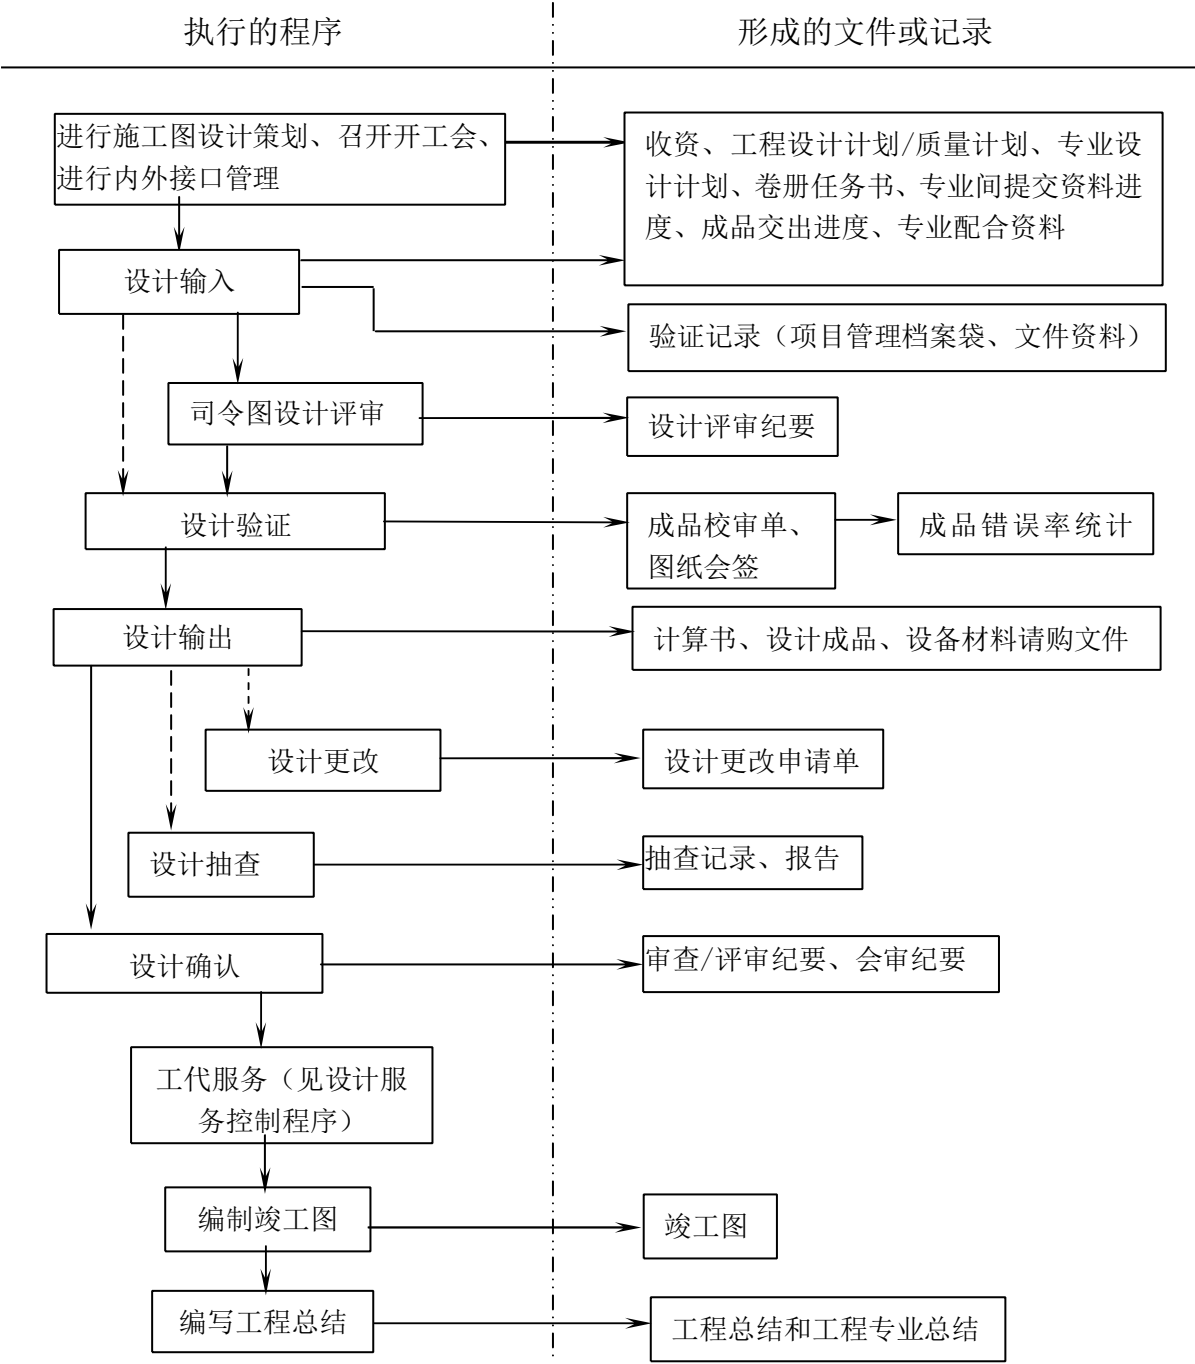 执行的程序
形成的文件或记录
进行施工图设计策划、召开开工会、
进行内外接口管理
收资、工程设计计划/质量计划、专业设
计计划、卷册任务书、专业间提交资料进
度、成品交出进度、专业配合资料
设计输入
验证记录（项目管理档案袋、文件资料）
司令图设计评审
设计评审纪要
设计验证
成品校审单、
图纸会签
成品错误率统计
设计输出
计算书、设计成品、设备材料请购文件
设计更改
设计更改申请单
设计抽查
抽查记录、报告
设计确认
审查/评审纪要、会审纪要
工代服务（见设计服
务控制程序）
编制竣工图
竣工图
编写工程总结
工程总结和工程专业总结